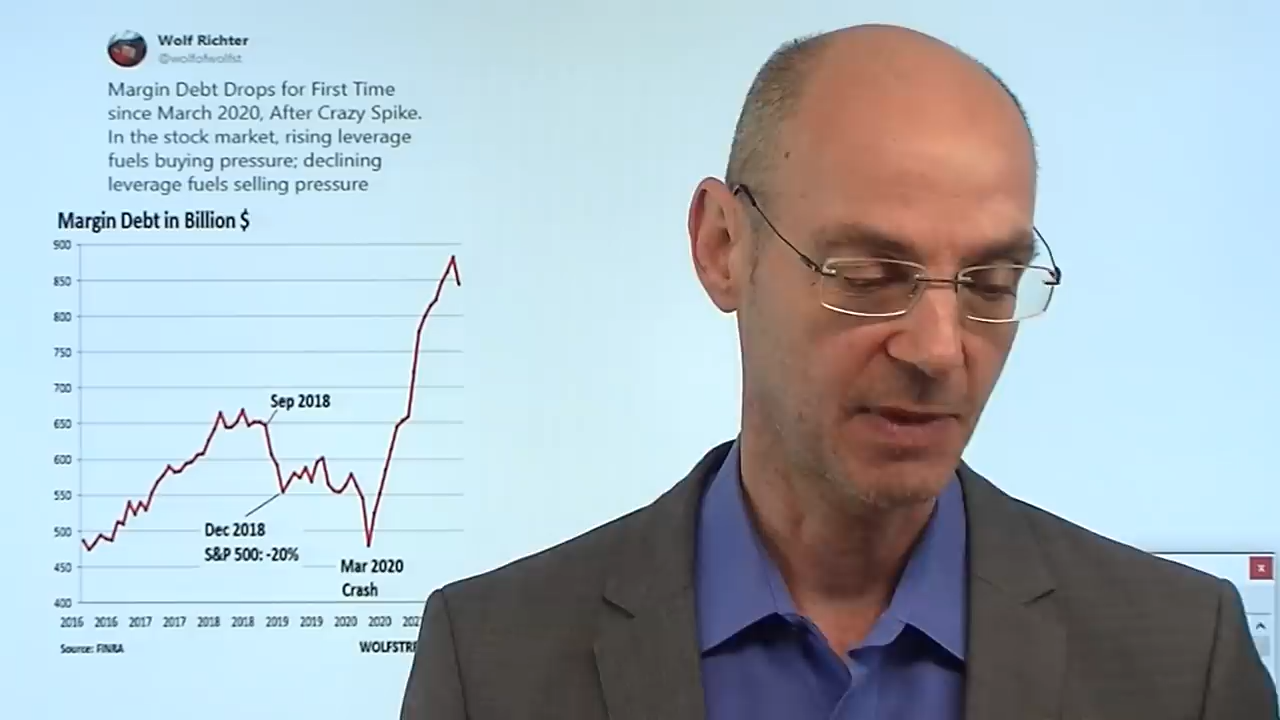 Wolf Richter
@wolfofwolfst
Margin Debt Drops for First Time
since March 2020, After Crazy Spike.
In the stock market, rising leverage
fuels buying pressure; declining
leverage fuels selling pressure
Margin Debt in Billion $
900
850
800
750
700
650
600
550
500
450
400
Sep 2018
Dec 2018
S&P 500: -20%
Mar 2020
Crash
2016 2016 2017 2017 2018 2018 2019 2019 2020 2020 202
Source: FINRA
WOLFSTR
x